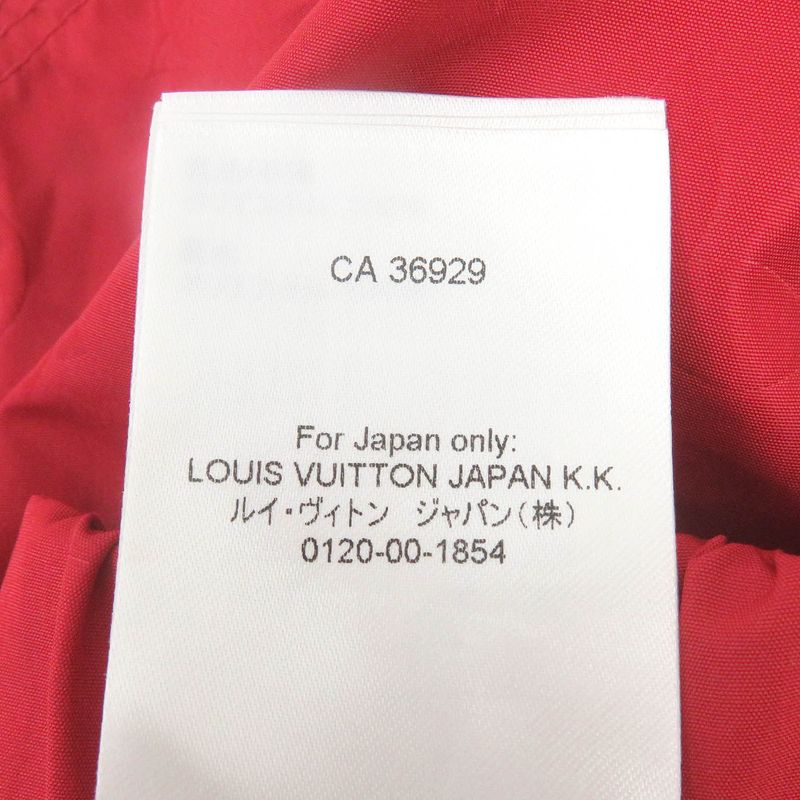 CA 36929
For Japan only:
LOUIS VUITTON JAPAN K.K.
ルイ・ヴィトン ジャパン(株)
0120-00-1854